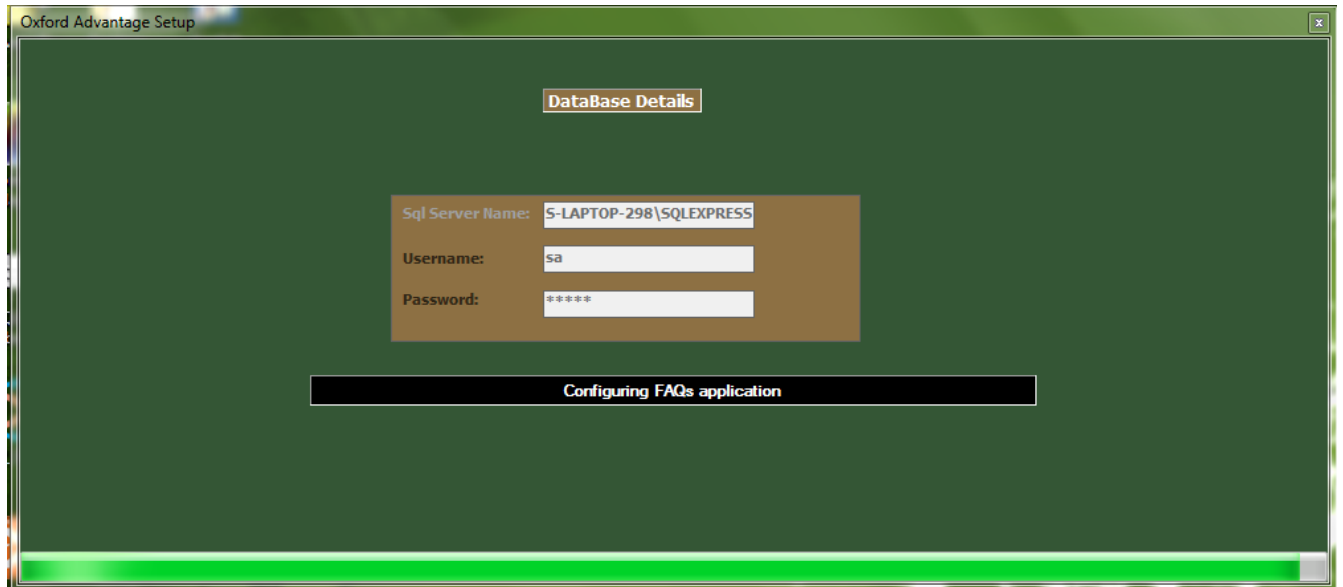 Oxford Advantage Setup
x
DataBase Details
Sql Server Name: S-LAPTOP-298\SQLEXPRESS
Username: sa
Password: *****
Configuring FAQs application